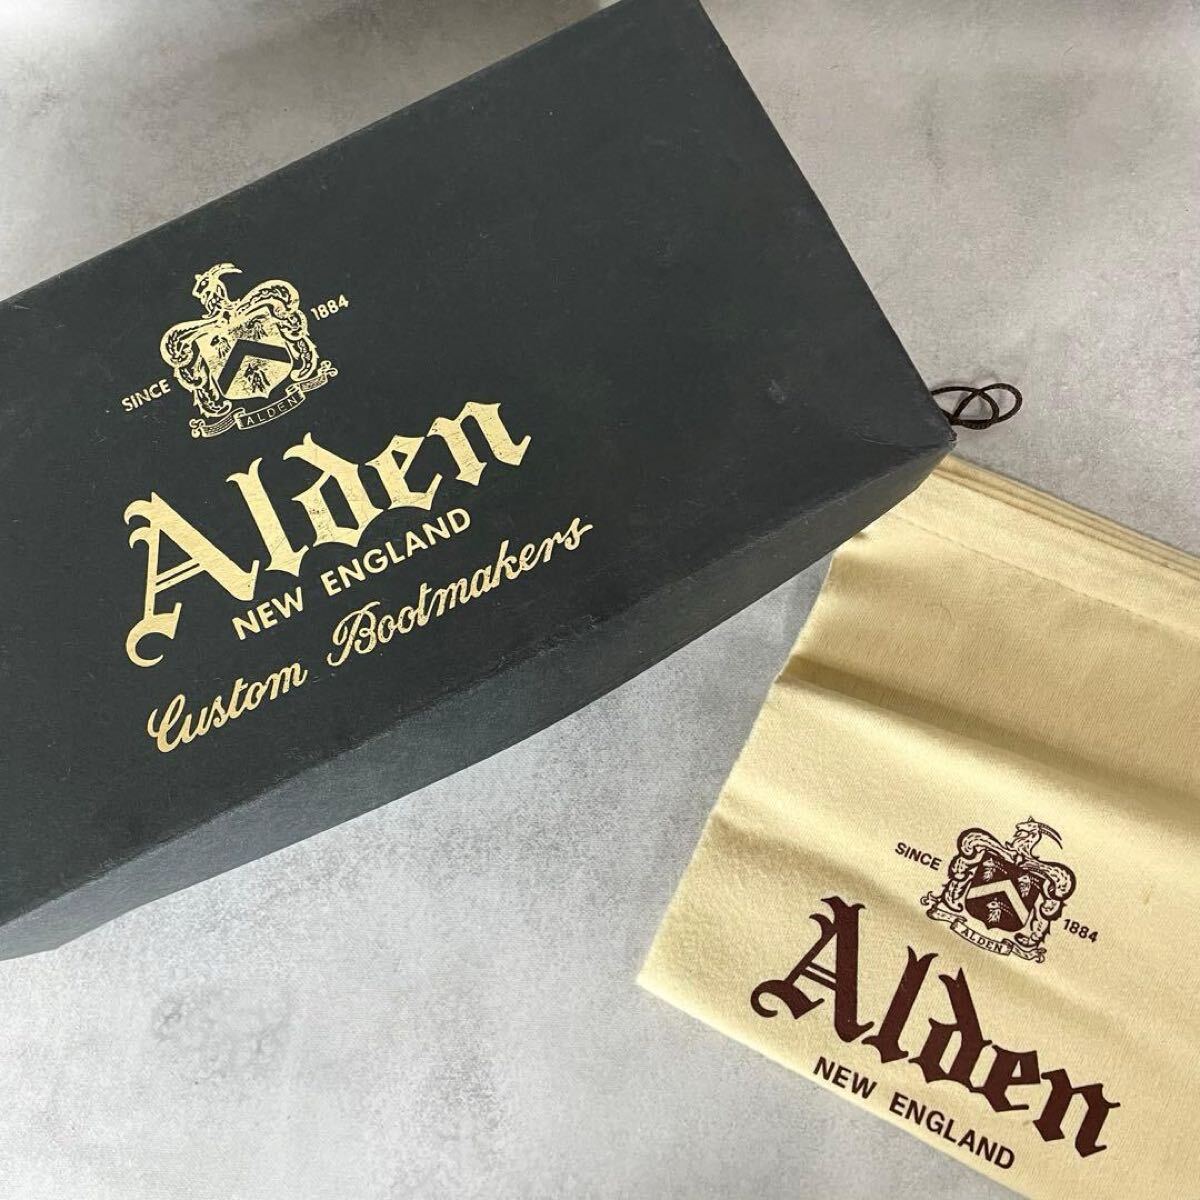 SINCE 1884
ALDEN
Alden
NEW ENGLAND
Custom Bootmakers
SINCE 1884
ALDEN
Alden
NEW ENGLAND